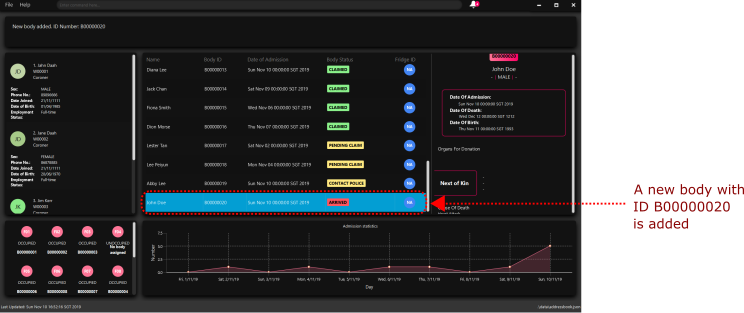 File Help
New body added. ID Number: B00000020
JD
1. John Dash
W00001
Coroner
Sex: MALE
Phone No.:
Date Joined: 21/11/1111
Date of Birth: 01/09/1985
Employment Status: Full-time
JD
2. Jane Dash
W00002
Coroner
Sex: FEMALE
Phone No.:
Date Joined: 21/11/1111
Date of Birth: 20/06/1970
Employment Status: Full-time
JK
3. Jim Ken
W00003
Coroner
Name Body ID Date of Admission Body Status Fridge ID
Diana Lee B00000013 Sun Nov 10 00:00:00 SGT 2019 CLAIMED NA
Jack Chan B00000014 Sat Nov 09 00:00:00 SGT 2019 CLAIMED NA
Fiona Smith B00000015 Wed Nov 06 00:00:00 SGT 2019 CLAIMED NA
Dion Morse B00000016 Thu Nov 07 00:00:00 SGT 2019 CLAIMED NA
Lester Tan B00000017 Sat Nov 02 00:00:00 SGT 2019 PENDING CLAIM NA
Lee Peiyun B00000018 Mon Nov 04 00:00:00 SGT 2019 PENDING CLAIM NA
Abby Lee B00000019 Sun Nov 10 00:00:00 SGT 2019 CONTACT POLICE NA
John Doe B00000020 Sun Nov 10 00:00:00 SGT 2019 ARRIVED NA
John Doe
- | MALE | -
Date Of Admission:
Sun Nov 10 00:00:00 SGT 2019
Date Of Death:
Wed Dec 12 00:00:00 SGT 1212
Date Of Birth:
Thu Nov 11 00:00:00 SGT 1993
Organs For Donation
Next of Kin
Cause Of Death
A new body with
ID B00000020
is added
F01 F02 F03 F04
OCCUPIED OCCUPIED OCCUPIED UNOCCUPIED
B00000001 B00000002 B00000003 No body assigned
F05 F06 F07 F08
OCCUPIED OCCUPIED OCCUPIED OCCUPIED
B00000006 B00000008 B00000007 B00000004
Admission statistics
Number
7.5
5.0
2.5
0.0
Fri, 1/11/19 Sat, 2/11/19 Sun, 3/11/19 Mon, 4/11/19 Tue, 5/11/19 Wed, 6/11/19 Thu, 7/11/19 Fri, 8/11/19 Sat, 9/11/19 Sun, 10/11/19
Day
Last Updated: Sun Nov 10 18:52:16 SGT 2019